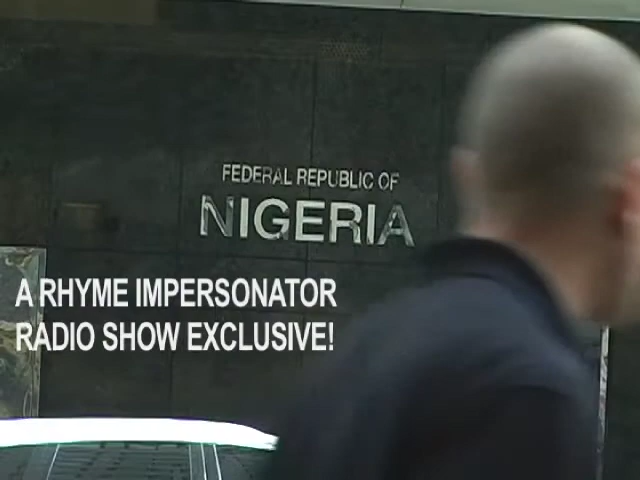 FEDERAL REPUBLIC OF
NIGERIA
A RHYME IMPERSONATOR
RADIO SHOW EXCLUSIVE!